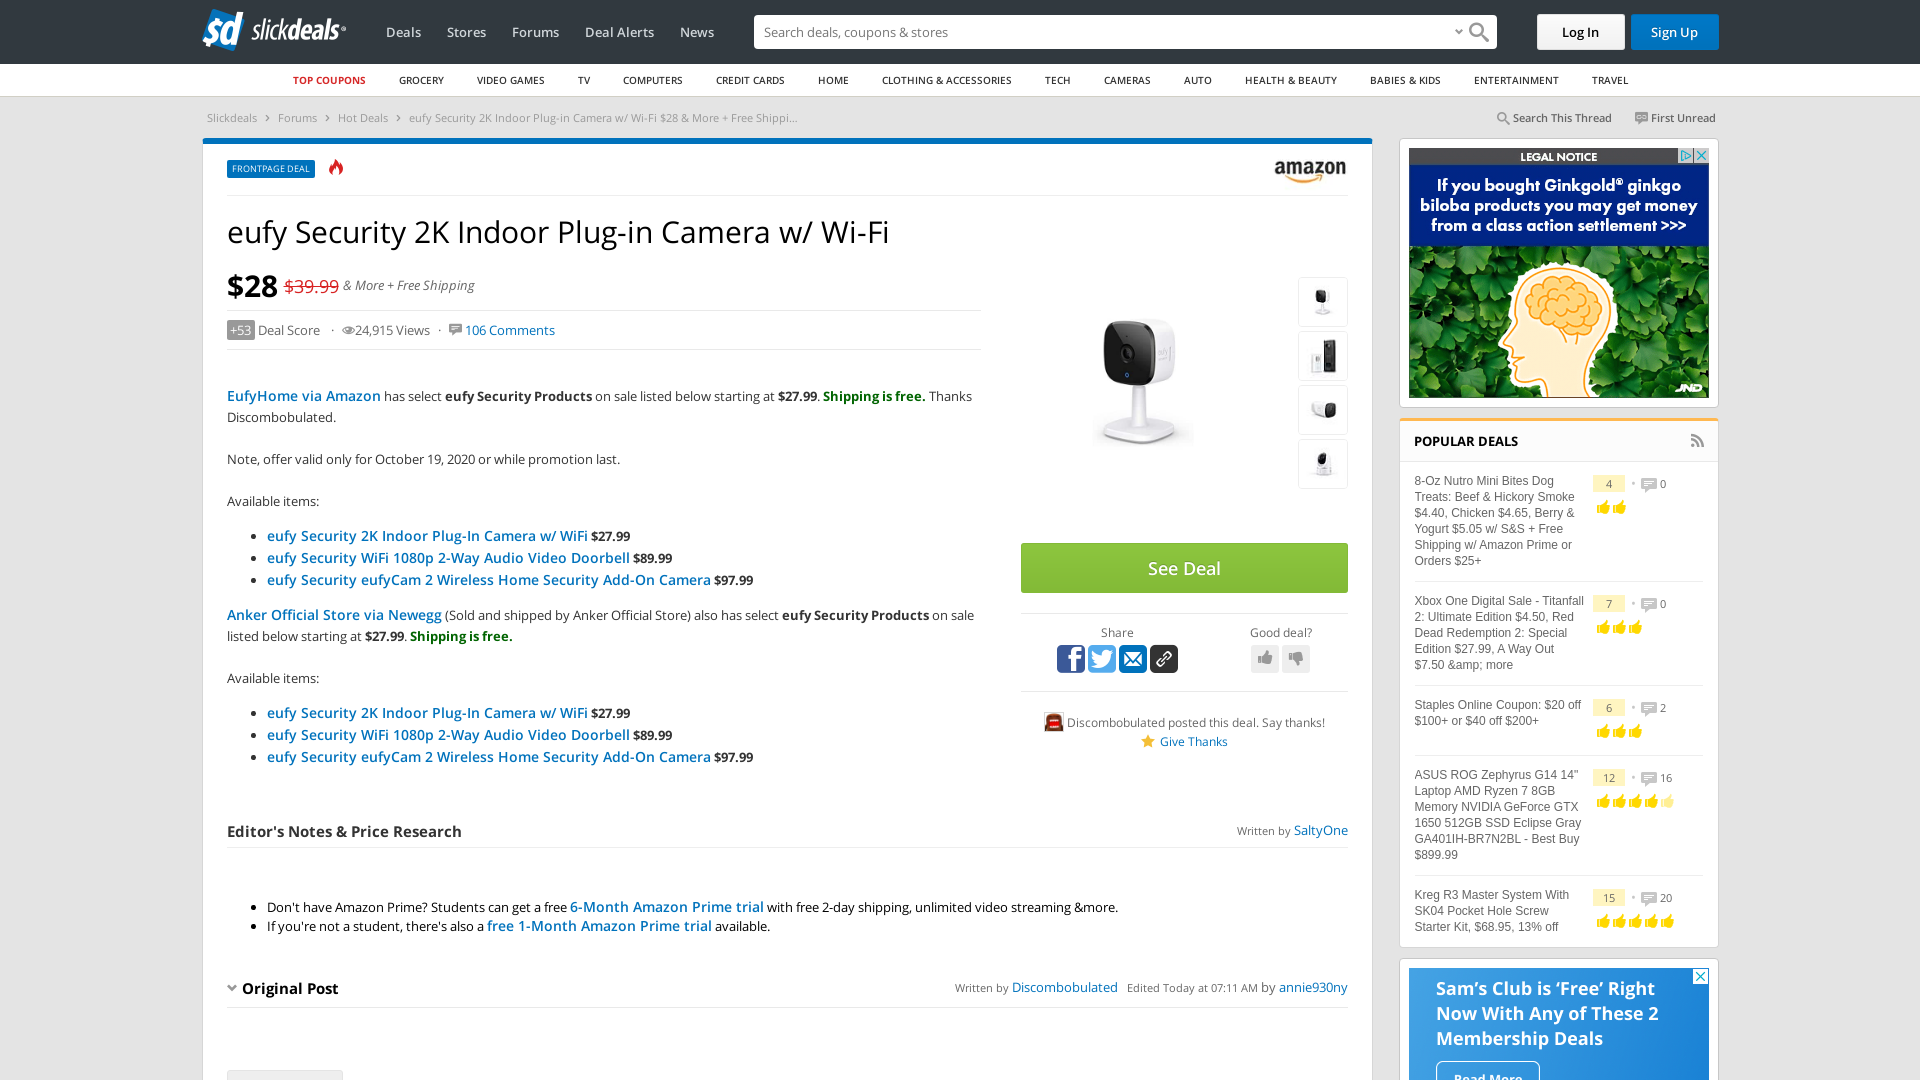 sd slickdeals
Deals Stores Forums Deal Alerts News
Search deals, coupons & stores
Log In Sign Up
TOP COUPONS GROCERY VIDEO GAMES TV COMPUTERS CREDIT CARDS HOME CLOTHING & ACCESSORIES TECH CAMERAS AUTO HEALTH & BEAUTY BABIES & KIDS ENTERTAINMENT TRAVEL
Slickdeals > Forums > Hot Deals > eufy Security 2K Indoor Plug-in Camera w/ Wi-Fi $28 & More + Free Shippi...
Search This Thread First Unread
FRONTPAGE DEAL
amazon
eufy Security 2K Indoor Plug-in Camera w/ Wi-Fi
$28 $39.99 & More + Free Shipping
+53 Deal Score · 24,915 Views · 106 Comments
EufyHome via Amazon has select eufy Security Products on sale listed below starting at $27.99. Shipping is free. Thanks
Discombobulated.
Note, offer valid only for October 19, 2020 or while promotion last.
Available items:
• eufy Security 2K Indoor Plug-In Camera w/ WiFi $27.99
• eufy Security WiFi 1080p 2-Way Audio Video Doorbell $89.99
• eufy Security eufyCam 2 Wireless Home Security Add-On Camera $97.99
Anker Official Store via Newegg (Sold and shipped by Anker Official Store) also has select eufy Security Products on sale
listed below starting at $27.99. Shipping is free.
Available items:
• eufy Security 2K Indoor Plug-In Camera w/ WiFi $27.99
• eufy Security WiFi 1080p 2-Way Audio Video Doorbell $89.99
• eufy Security eufyCam 2 Wireless Home Security Add-On Camera $97.99
See Deal
Share Good deal?
Discombobulated posted this deal. Say thanks!
Give Thanks
Editor's Notes & Price Research
Written by SaltyOne
• Don't have Amazon Prime? Students can get a free 6-Month Amazon Prime trial with free 2-day shipping, unlimited video streaming &more.
• If you're not a student, there's also a free 1-Month Amazon Prime trial available.
Original Post
Written by Discombobulated Edited Today at 07:11 AM by annie930ny
LEGAL NOTICE
If you bought Ginkgold® ginkgo
biloba products you may get money
from a class action settlement >>>
JND
POPULAR DEALS
8-Oz Nutro Mini Bites Dog
Treats: Beef & Hickory Smoke
$4.40, Chicken $4.65, Berry &
Yogurt $5.05 w/ S&S + Free
Shipping w/ Amazon Prime or
Orders $25+
4 • 0
Xbox One Digital Sale - Titanfall
2: Ultimate Edition $4.50, Red
Dead Redemption 2: Special
Edition $27.99, A Way Out
$7.50 &amp; more
7 • 0
Staples Online Coupon: $20 off
$100+ or $40 off $200+
6 • 2
ASUS ROG Zephyrus G14 14"
Laptop AMD Ryzen 7 8GB
Memory NVIDIA GeForce GTX
1650 512GB SSD Eclipse Gray
GA401IH-BR7N2BL - Best Buy
$899.99
12 • 16
Kreg R3 Master System With
SK04 Pocket Hole Screw
Starter Kit, $68.95, 13% off
15 • 20
Sam's Club is 'Free' Right
Now With Any of These 2
Membership Deals
Read More